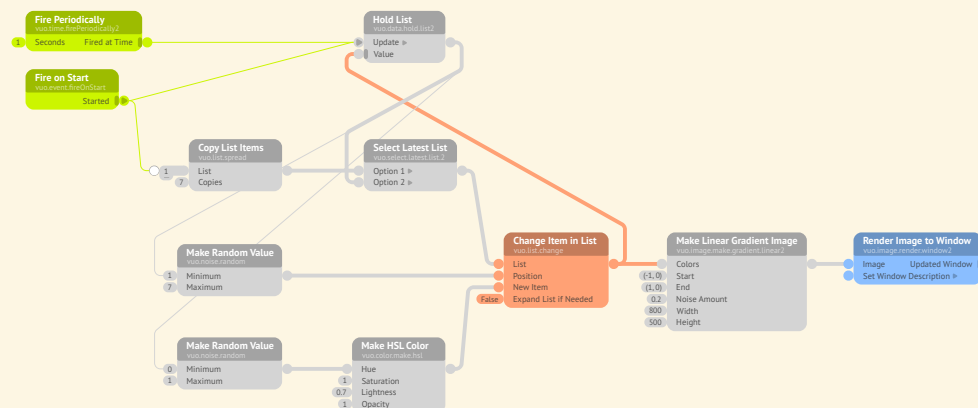 Fire Periodically
vuo.time.firePeriodically2
1 Seconds Fired at Time
Fire on Start
vuo.event.fireOnStart
Started
Hold List
vuo.data.hold.list2
Update
Value
Copy List Items
vuo.list.spread
1 List
7 Copies
Select Latest List
vuo.select.latest.list.2
Option 1
Option 2
Make Random Value
vuo.noise.random
1 Minimum
7 Maximum
Change Item in List
vuo.list.change
List
Position
New Item
False Expand List if Needed
Make Linear Gradient Image
vuo.image.make.gradient.linear2
Colors
(-1, 0) Start
(1, 0) End
0.2 Noise Amount
800 Width
500 Height
Render Image to Window
vuo.image.render.window2
Image Updated Window
Set Window Description
Make Random Value
vuo.noise.random
0 Minimum
1 Maximum
Make HSL Color
vuo.color.make.hsl
Hue
1 Saturation
0.7 Lightness
1 Opacity